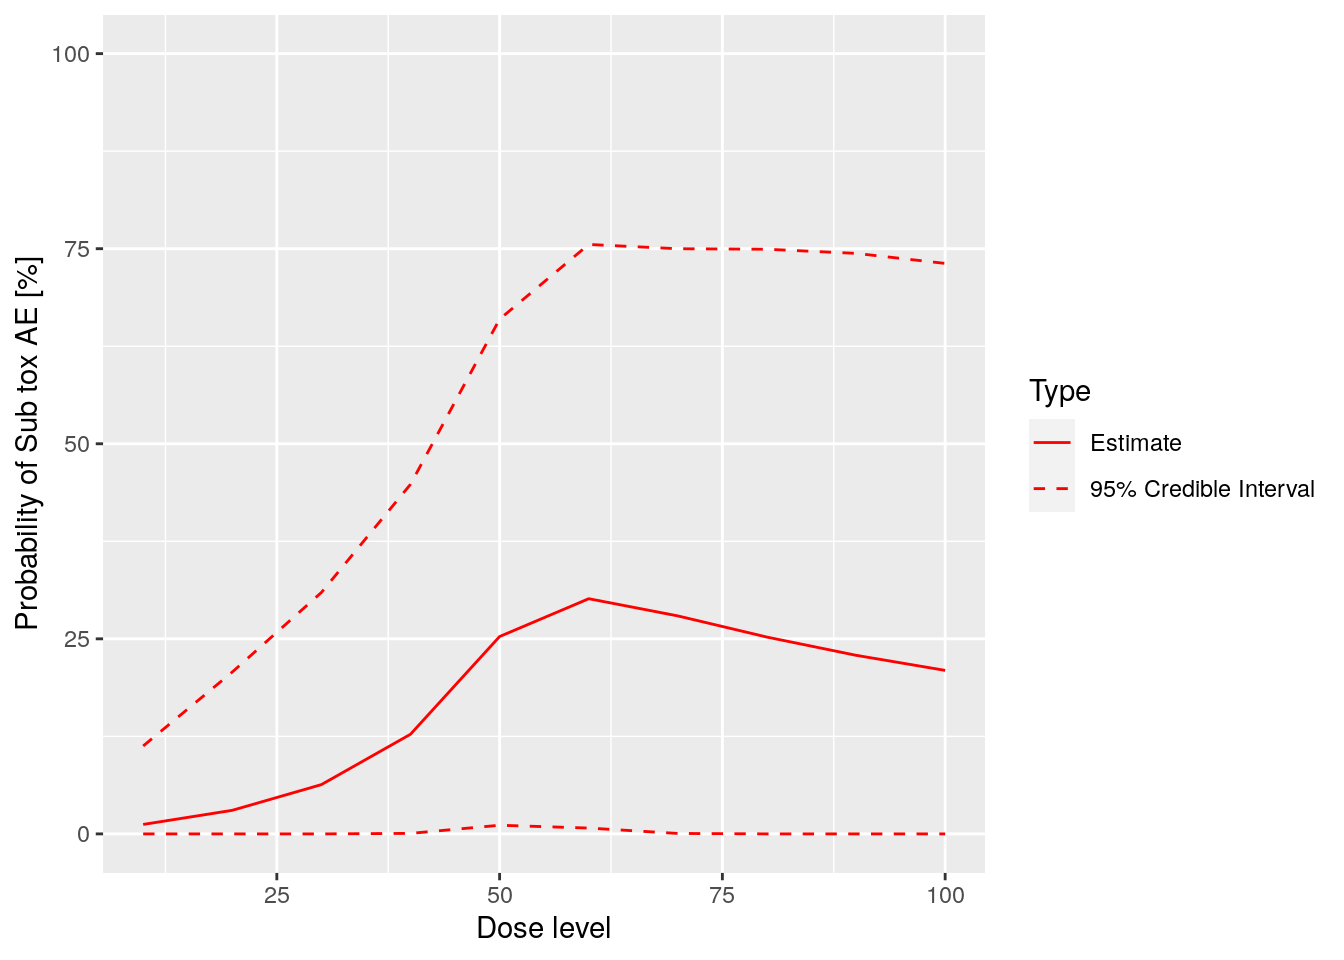 Probability of Sub tox AE [%]
100
75
50
25
0
25
50
75
100
Dose level
Type
Estimate
95% Credible Interval